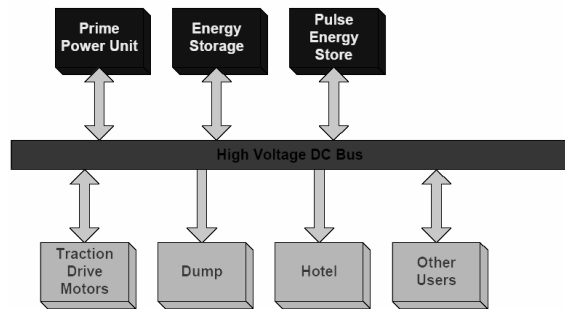 Prime
Power Unit
Energy
Storage
Pulse
Energy
Store
High Voltage DC Bus
Traction
Drive
Motors
Dump
Hotel
Other
Users